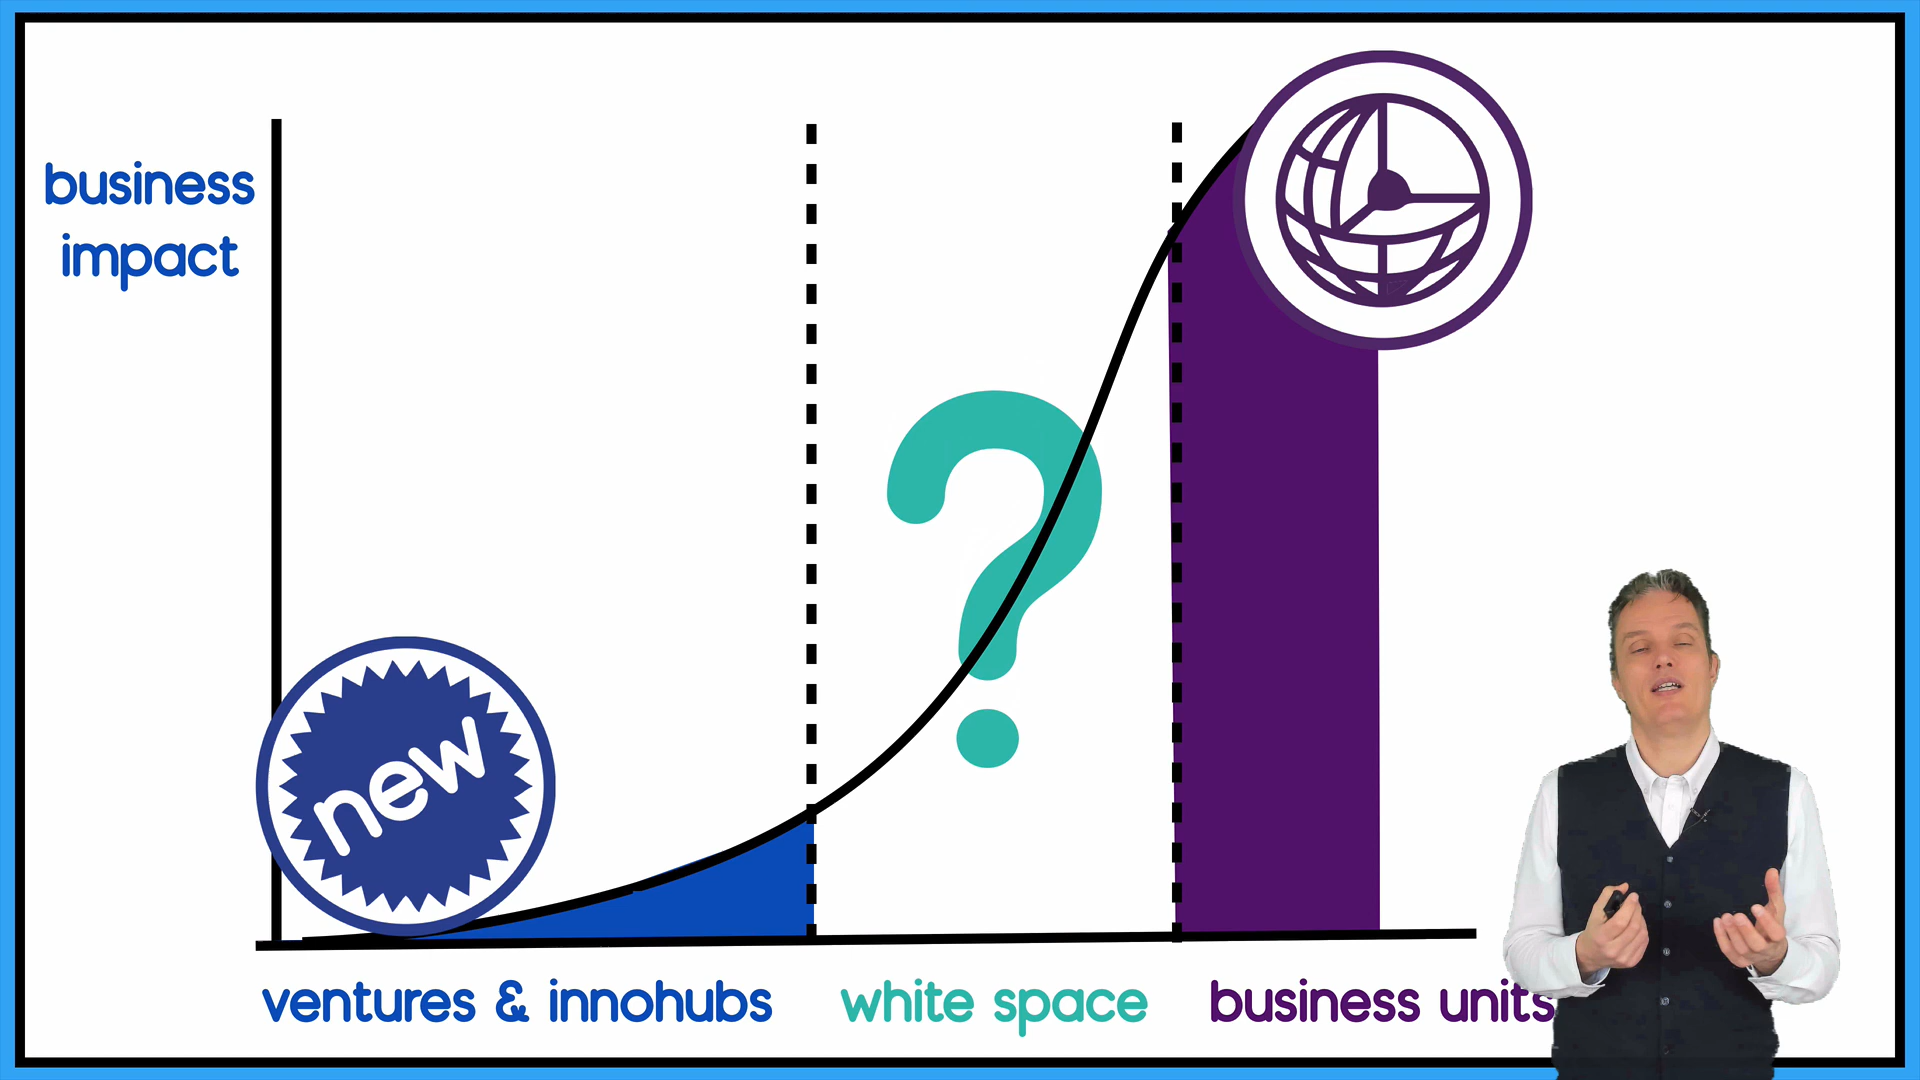 business
impact
new
ventures & innohubs
white space
business units
?